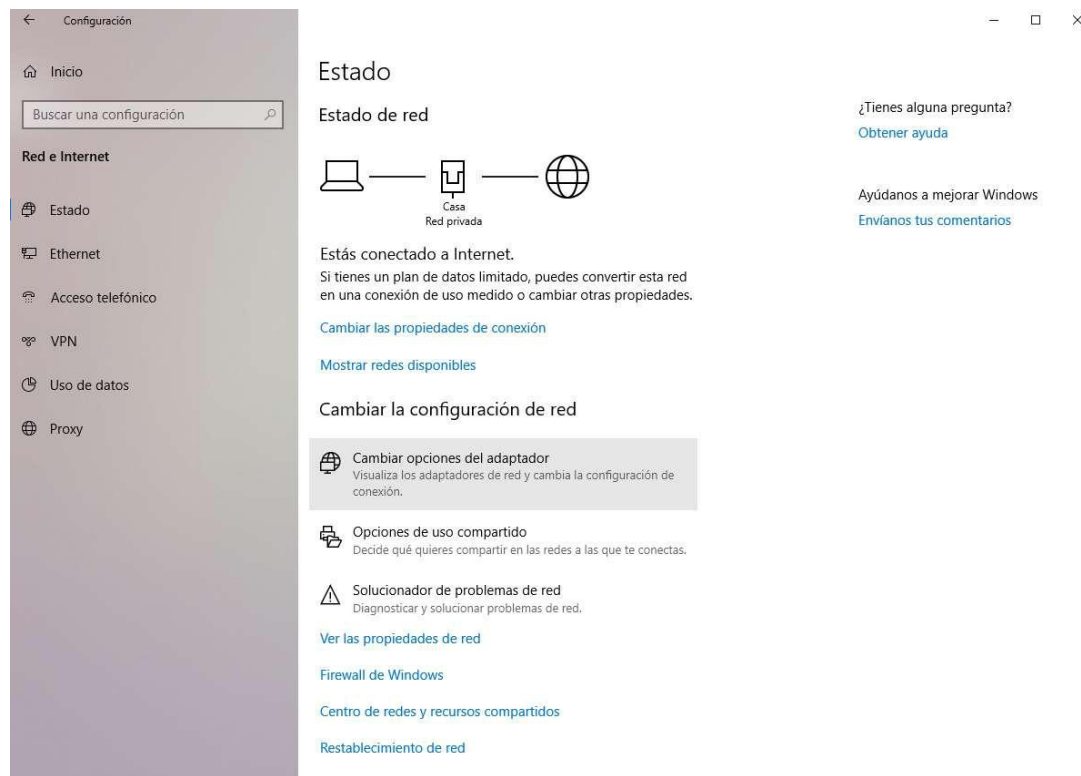 Configuración
Inicio
Buscar una configuración
Red e Internet
Estado
Ethernet
Acceso telefónico
VPN
Uso de datos
Proxy
Estado
Estado de red
Casa
Red privada
Estás conectado a Internet.
Si tienes un plan de datos limitado, puedes convertir esta red
en una conexión de uso medido o cambiar otras propiedades.
Cambiar las propiedades de conexión
Mostrar redes disponibles
Cambiar la configuración de red
Cambiar opciones del adaptador
Visualiza los adaptadores de red y cambia la configuración de
conexión.
Opciones de uso compartido
Decide qué quieres compartir en las redes a las que te conectas.
Solucionador de problemas de red
Diagnosticar y solucionar problemas de red.
Ver las propiedades de red
Firewall de Windows
Centro de redes y recursos compartidos
Restablecimiento de red
¿Tienes alguna pregunta?
Obtener ayuda
Ayúdanos a mejorar Windows
Envíanos tus comentarios